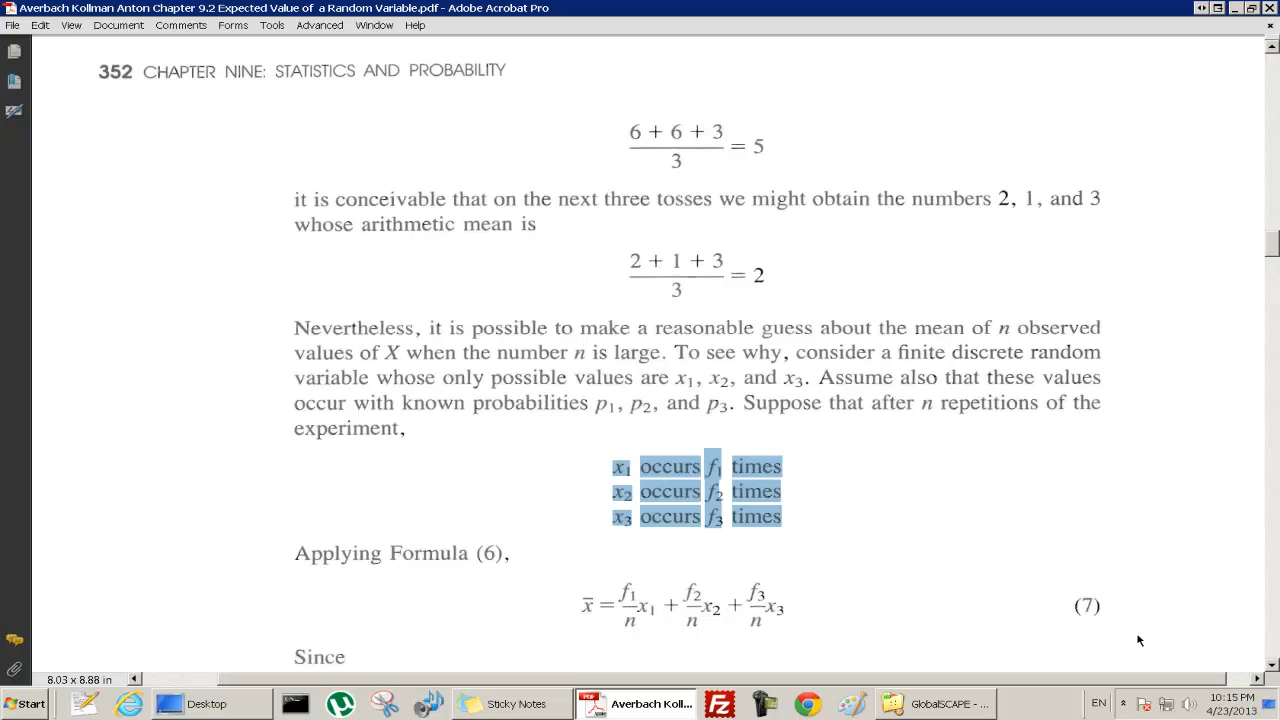 Averbach Kollman Anton Chapter 9.2 Expected Value of a Random Variable.pdf - Adobe Acrobat Pro
File Edit View Document Comments Forms Tools Advanced Window Help
352 CHAPTER NINE: STATISTICS AND PROBABILITY
6 + 6 + 3
= 5
3
it is conceivable that on the next three tosses we might obtain the numbers 2, 1, and 3
whose arithmetic mean is
2 + 1 + 3
= 2
3
Nevertheless, it is possible to make a reasonable guess about the mean of n observed
values of X when the number n is large. To see why, consider a finite discrete random
variable whose only possible values are x₁, x₂, and x₃. Assume also that these values
occur with known probabilities p₁, p₂, and p₃. Suppose that after n repetitions of the
experiment,
x₁ occurs f₁ times
x₂ occurs f₂ times
x₃ occurs f₃ times
Applying Formula (6),
x̄ = f₁/n x₁ + f₂/n x₂ + f₃/n x₃ (7)
Since
8.03 x 8.88 in
Start Desktop Sticky Notes Averbach Koll... GlobalSCAPE - ... EN 10:15 PM
4/23/2013